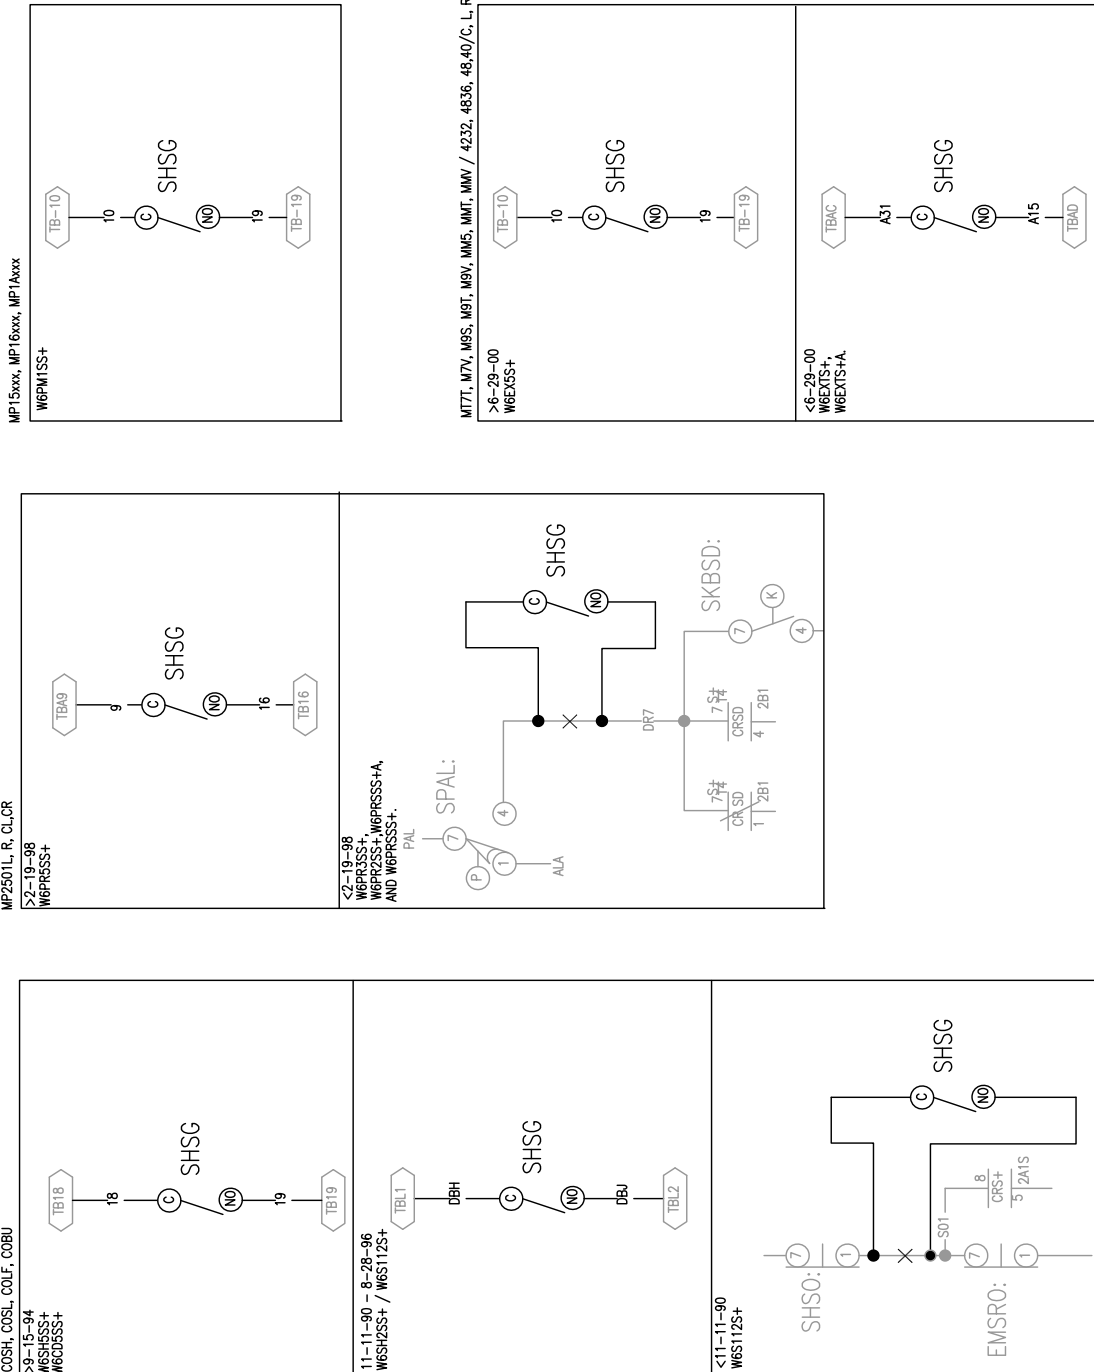 MP15xxx, MP16xxx, MP1Axxx
W6PM1SS+
TB-10
10
C
SHSG
NO
19
TB-19
MT7T, M7V, M9S, M9T, M9V, MM5, MMT, MMV / 4232, 4836, 48,40/C, L,
>6-29-00
W6EX5S+
TB-10
10
C
SHSG
NO
19
TB-19
<6-29-00
W6EXTS+,
W6EXTS+A.
TBAC
A31
C
SHSG
NO
A15
TBAD
MP2501L, R, CL,CR
>2-19-98
W6PR5SS+
TBA9
9
C
SHSG
NO
16
TB16
<2-19-98
W6PR3SS+,
W6PR2SS+,W6PRSSS+A,
AND W6PRSSS+.
PAL
SPAL:
7
P
1
4
ALA
C
SHSG
NO
DR7
SKBSD:
7
K
4
7S+
14
CRSD
1
2B1
7 S+
14
CRSD
4
2B1
COSH, COSL, COLF, COBU
>9-15-94
W6SH5SS+
W6CD5SS+
TB18
18
C
SHSG
NO
19
TB19
11-11-90 - 8-28-96
W6SH2SS+ / W6S112S+
TBL1
DBH
C
SHSG
NO
DBJ
TBL2
<11-11-90
W6S112S+
SHSO:
7
1
C
SHSG
NO
S01
8
CRS+
5
2A1S
EMSRO:
7
1